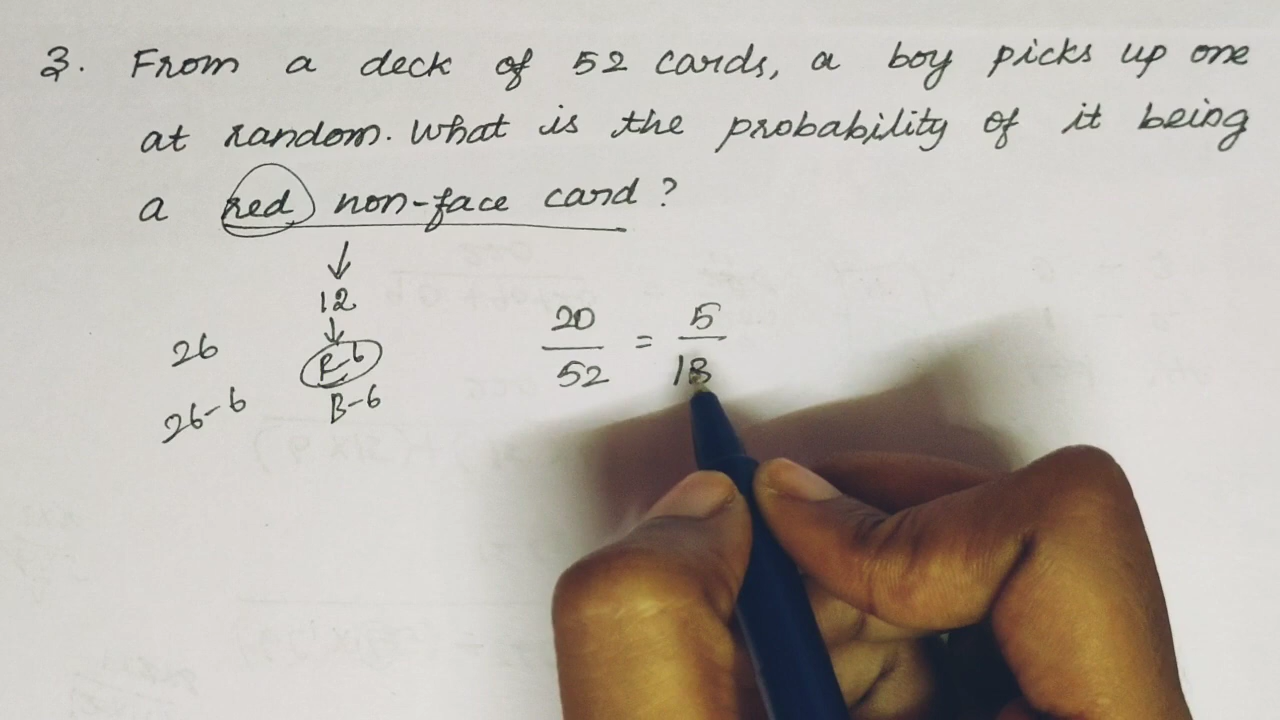 3. From a deck of 52 cards, a boy picks up one
at random. What is the probability of it being
a red non-face card?
↓
12
↓
26 R-6
26-6 B-6
20/52 = 5/13